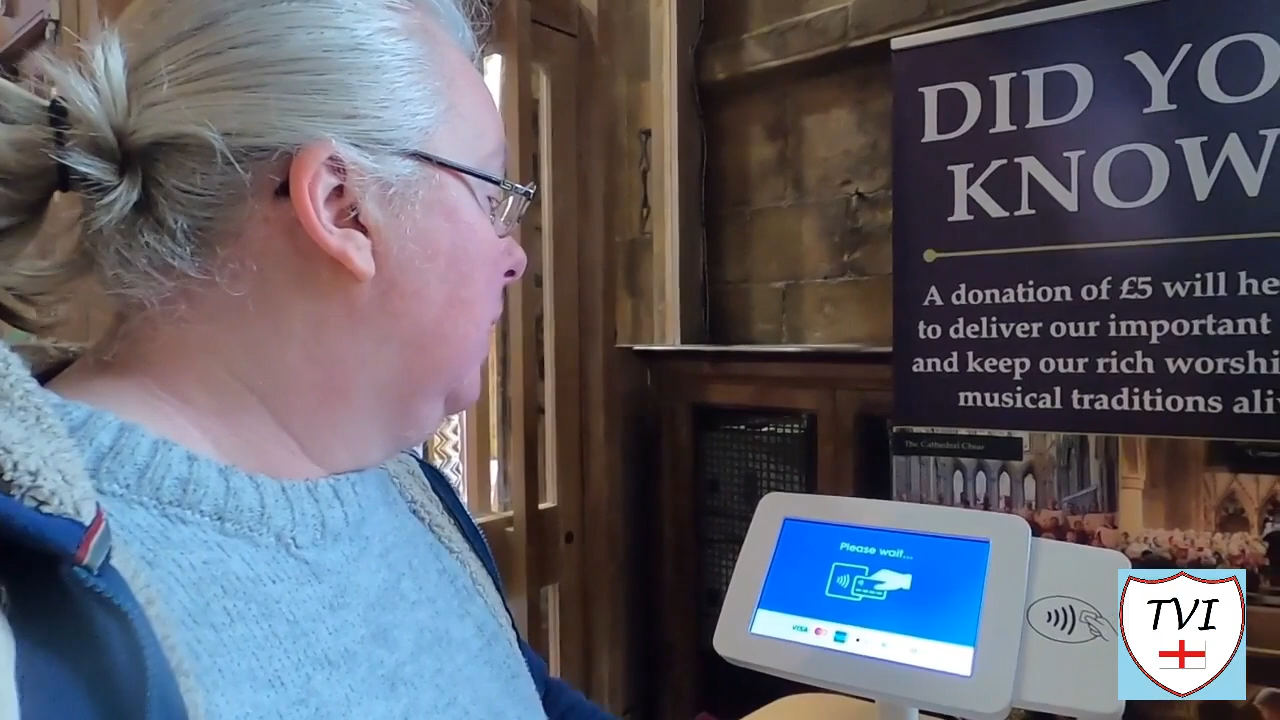 DID YO
KNOW
A donation of £5 will he
to deliver our important
and keep our rich worshi
musical traditions ali
The Cathedral Choir
Please wait...
VISA
TVI